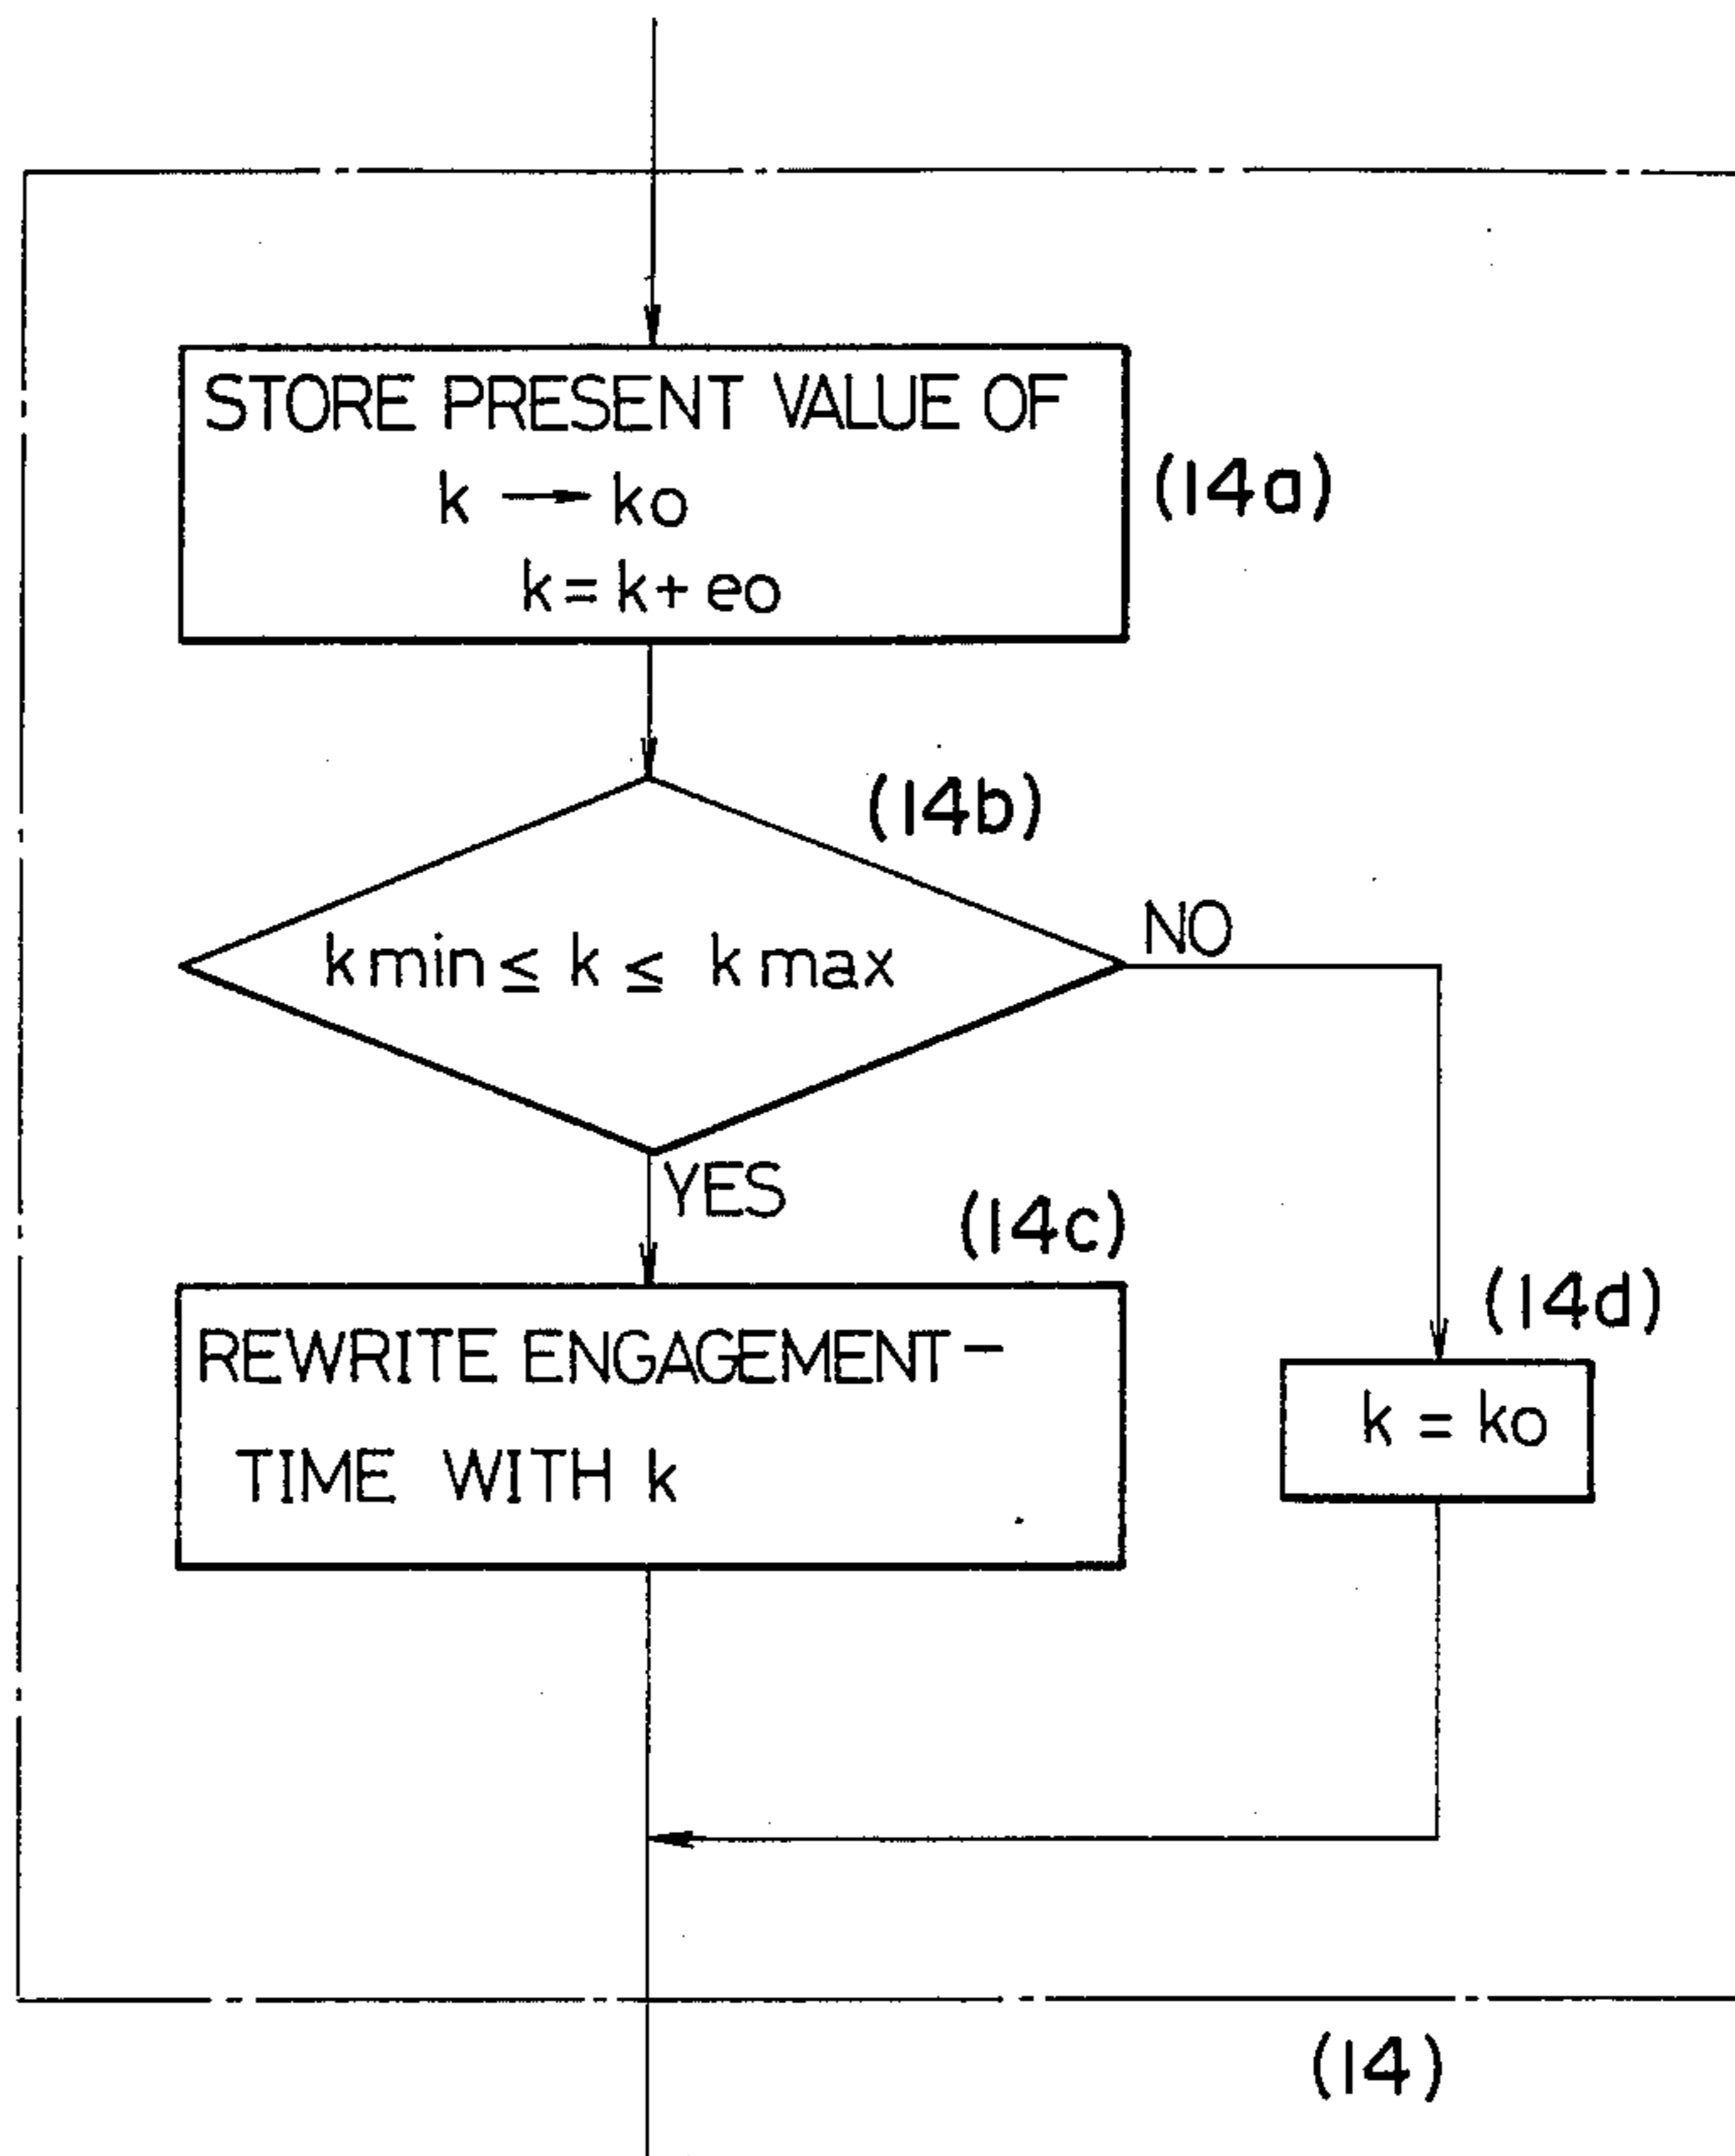 STORE PRESENT VALUE OF
k → ko
k = k + eo
(14a)
(14b)
kmin ≤ k ≤ kmax
NO
YES
(14c)
REWRITE ENGAGEMENT-
TIME WITH k
(14d)
k = ko
(14)